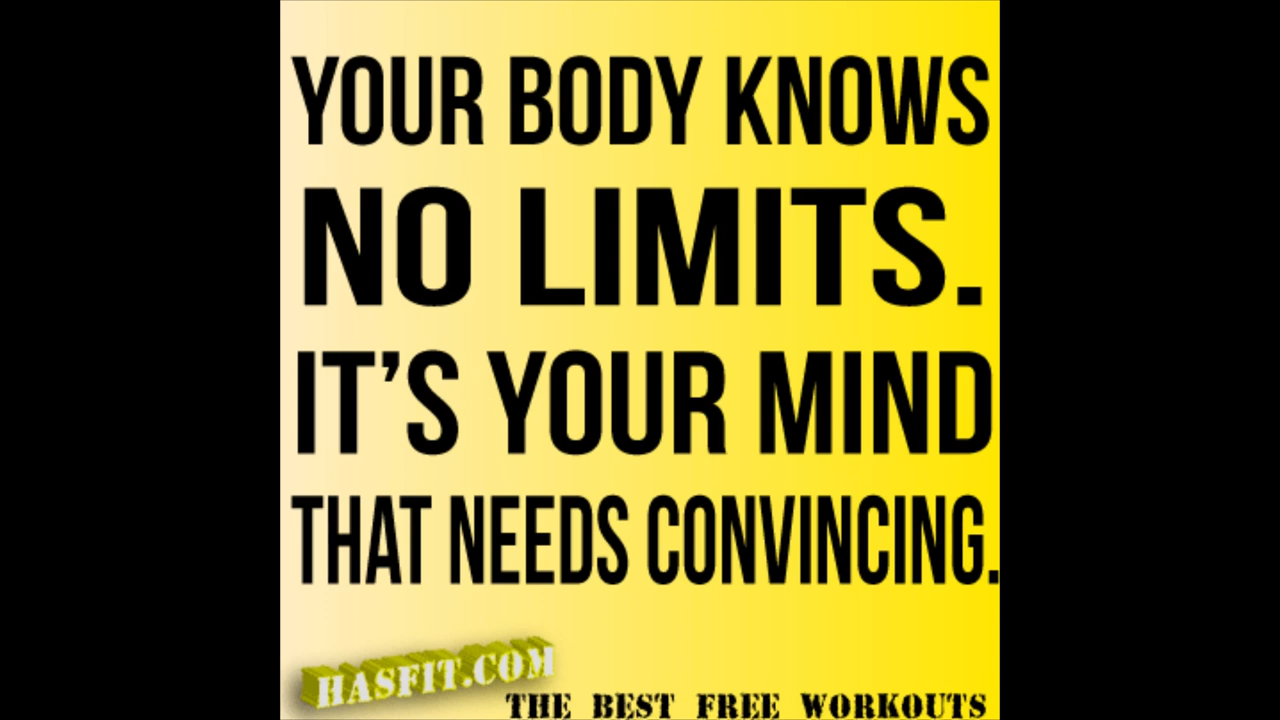 YOUR BODY KNOWS
NO LIMITS.
IT'S YOUR MIND
THAT NEEDS CONVINCING.
HASFIT.COM
THE BEST FREE WORKOUTS